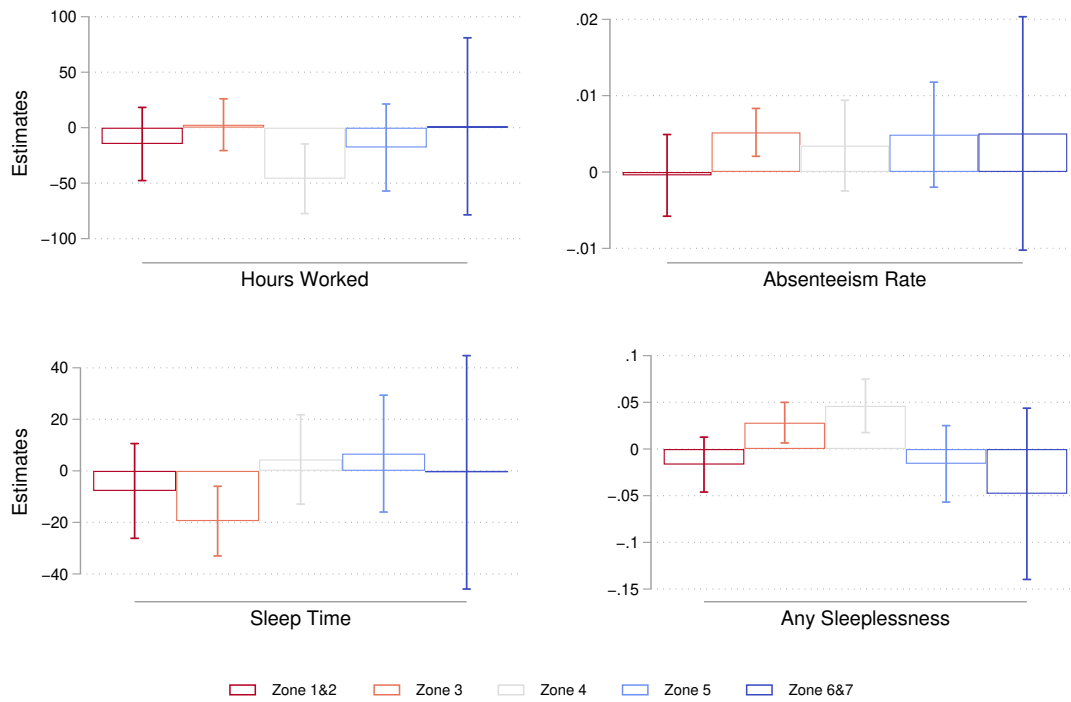 Estimates
100
50
0
−50
−100
Hours Worked
.02
.01
0
−.01
Absenteeism Rate
Estimates
40
20
0
−20
−40
Sleep Time
.1
.05
0
−.05
−.1
−.15
Any Sleeplessness
Zone 1&2 Zone 3 Zone 4 Zone 5 Zone 6&7